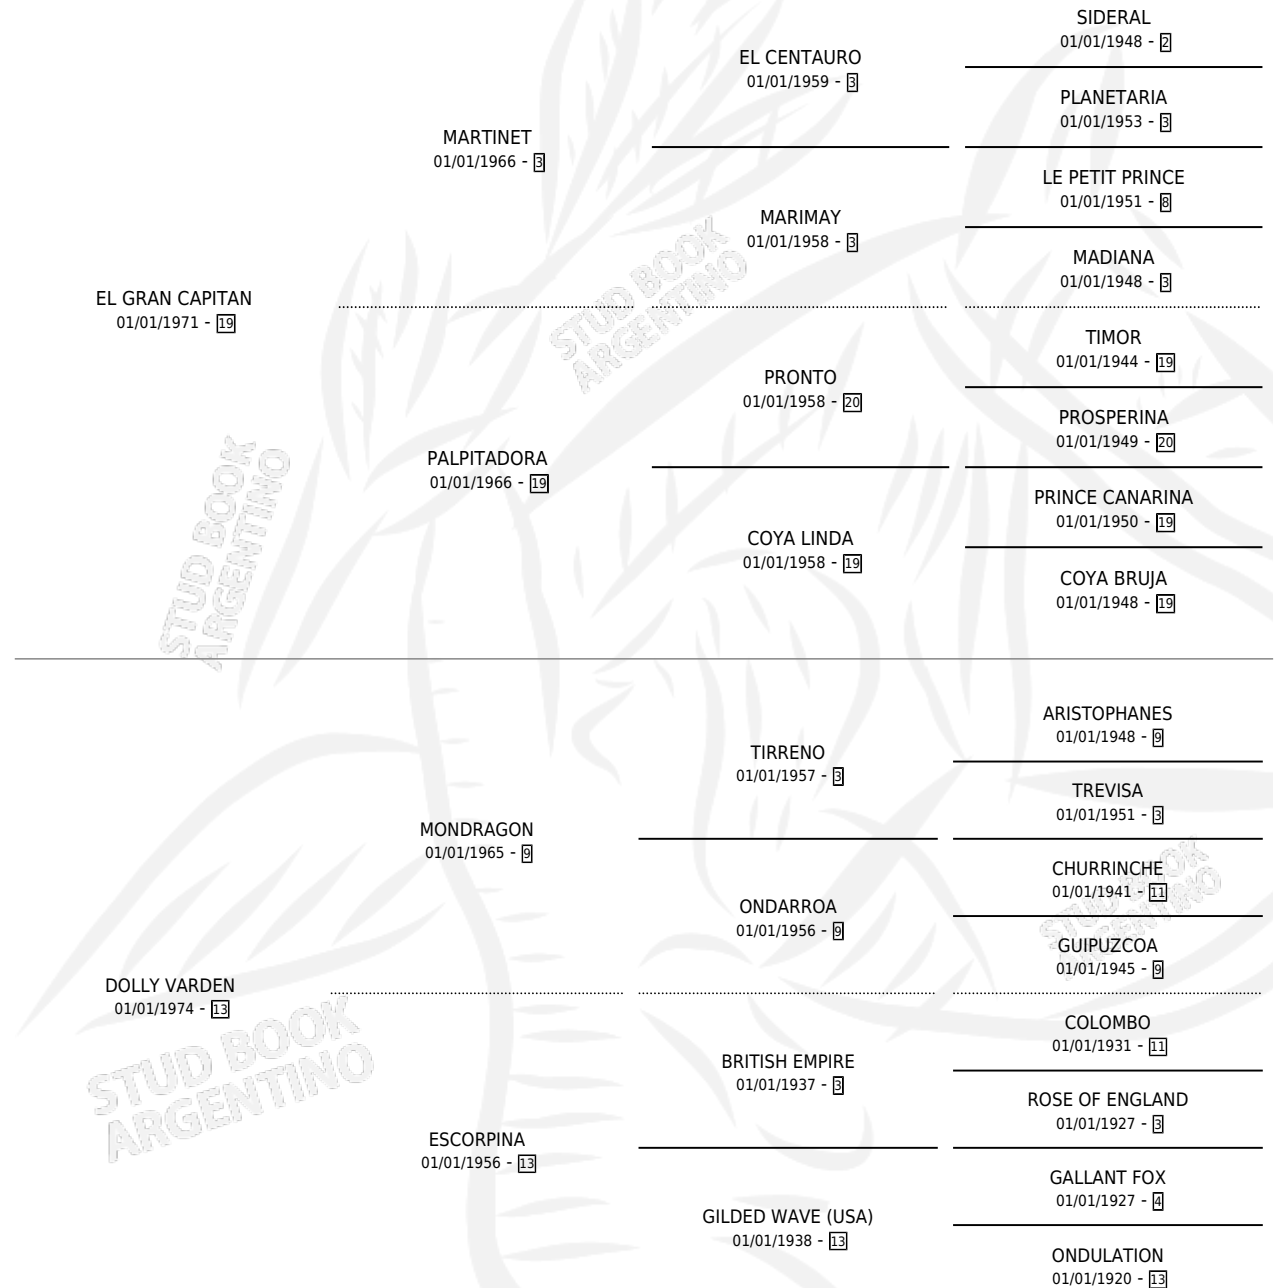 SIDERAL
01/01/1948 - 2
EL CENTAURO
01/01/1959 - 3
PLANETARIA
01/01/1953 - 3
MARTINET
01/01/1966 - 3
LE PETIT PRINCE
01/01/1951 - 8
MARIMAY
01/01/1958 - 3
STUD BOOK
ARGENTINO
MADIANA
01/01/1948 - 3
EL GRAN CAPITAN
01/01/1971 - 19
TIMOR
01/01/1944 - 19
PRONTO
01/01/1958 - 20
PROSPERINA
01/01/1949 - 20
PALPITADORA
01/01/1966 - 19
PRINCE CANARINA
01/01/1950 - 19
COYA LINDA
01/01/1958 - 19
STUD BOOK
ARGENTINO
COYA BRUJA
01/01/1948 - 19
ARISTOPHANES
01/01/1948 - 9
TIRRENO
01/01/1957 - 3
TREVISA
01/01/1951 - 3
MONDRAGON
01/01/1965 - 9
CHURRINCHE
01/01/1941 - 11
ONDARROA
01/01/1956 - 9
STUD BOOK
ARGENTINO
GUIPUZCOA
01/01/1945 - 9
DOLLY VARDEN
01/01/1974 - 13
COLOMBO
01/01/1931 - 11
BRITISH EMPIRE
01/01/1937 - 3
STUD BOOK
ARGENTINO
ROSE OF ENGLAND
01/01/1927 - 3
ESCORPINA
01/01/1956 - 13
GALLANT FOX
01/01/1927 - 4
GILDED WAVE (USA)
01/01/1938 - 13
ONDULATION
01/01/1920 - 13